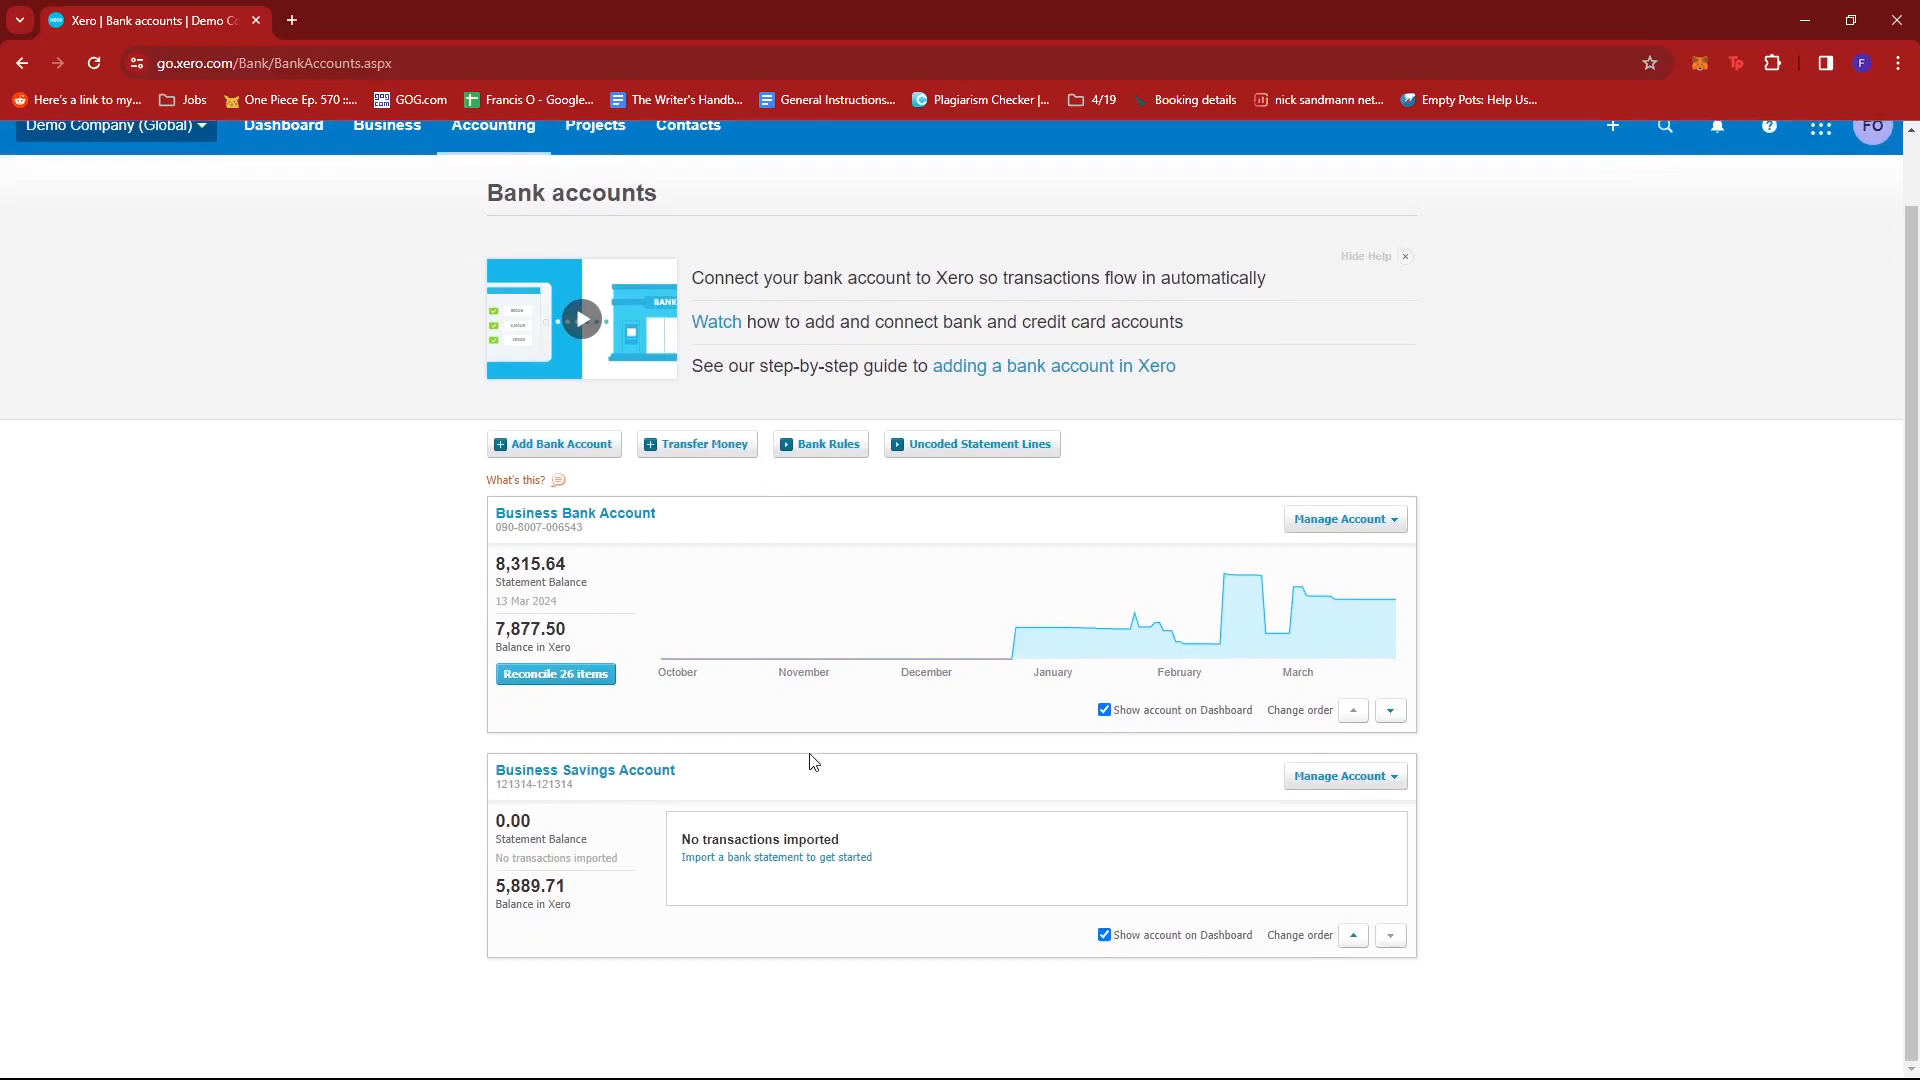 Xero | Bank accounts | Demo Co
go.xero.com/Bank/BankAccounts.aspx
Here's a link to my...
Jobs
One Piece Ep. 570 ::...
GOG.com
Francis O - Google...
The Writer's Handb...
General Instructions...
Plagiarism Checker |...
4/19
Booking details
nick sandmann net...
Empty Pots: Help Us...
Tp
F
Demo Company (Global)
Dashboard
Business
Accounting
Projects
Contacts
FO
Bank accounts
Hide Help
Connect your bank account to Xero so transactions flow in automatically
BANK
Watch how to add and connect bank and credit card accounts
See our step-by-step guide to adding a bank account in Xero
Add Bank Account
Transfer Money
Bank Rules
Uncoded Statement Lines
What's this?
Business Bank Account
090-8007-006543
Manage Account
8,315.64
Statement Balance
13 Mar 2024
7,877.50
Balance in Xero
Reconcile 26 items
October
November
December
January
February
March
Show account on Dashboard
Change order
Business Savings Account
121314-121314
Manage Account
0.00
Statement Balance
No transactions imported
5,889.71
Balance in Xero
No transactions imported
Import a bank statement to get started
Show account on Dashboard
Change order